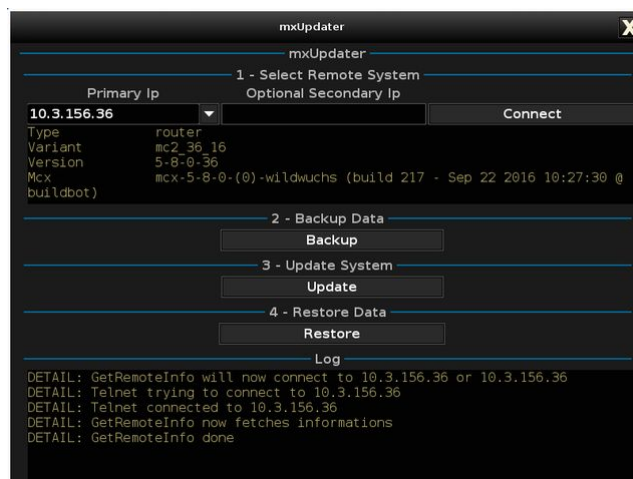 mxUpdater
mxUpdater
1 - Select Remote System
Primary Ip Optional Secondary Ip
10.3.156.36 Connect
Type router
Variant mc2_36_16
Version 5-8-0-36
Mcx mcx-5-8-0-(0)-wildwuchs (build 217 - Sep 22 2016 10:27:30 @
buildbot)
2 - Backup Data
Backup
3 - Update System
Update
4 - Restore Data
Restore
Log
DETAIL: GetRemoteInfo will now connect to 10.3.156.36 or 10.3.156.36
DETAIL: Telnet trying to connect to 10.3.156.36
DETAIL: Telnet connected to 10.3.156.36
DETAIL: GetRemoteInfo now fetches informations
DETAIL: GetRemoteInfo done